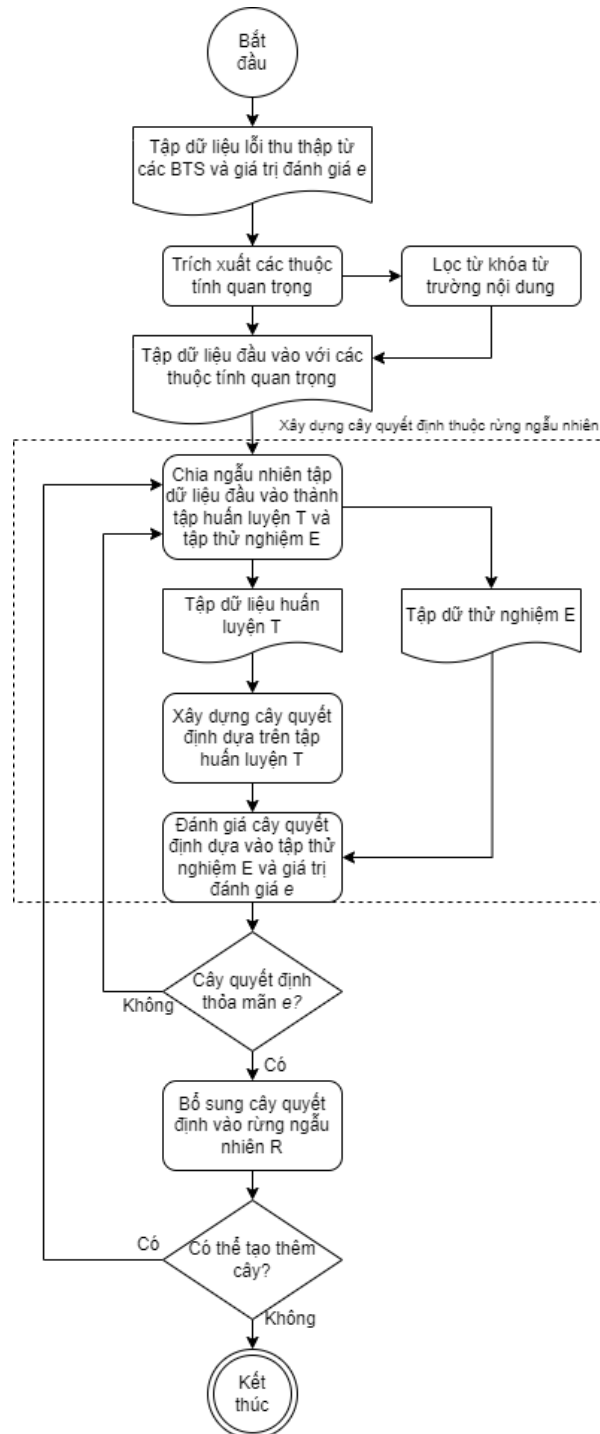 Bắt
đầu
Tập dữ liệu lỗi thu thập từ
các BTS và giá trị đánh giá e
Trích xuất các thuộc
tính quan trọng
Lọc từ khóa từ
trường nội dung
Tập dữ liệu đầu vào với các
thuộc tính quan trọng
Xây dựng cây quyết định thuộc rừng ngẫu nhiên
Chia ngẫu nhiên tập
dữ liệu đầu vào thành
tập huấn luyện T và
tập thử nghiệm E
Tập dữ liệu huấn
luyện T
Tập dữ thử nghiệm E
Xây dựng cây quyết
định dựa trên tập
huấn luyện T
Đánh giá cây quyết
định dựa vào tập thử
nghiệm E và giá trị
đánh giá e
Cây quyết định
thỏa mãn e?
Không
Có
Bổ sung cây quyết
định vào rừng ngẫu
nhiên R
Có
Có thể tạo thêm
cây?
Không
Kết
thúc